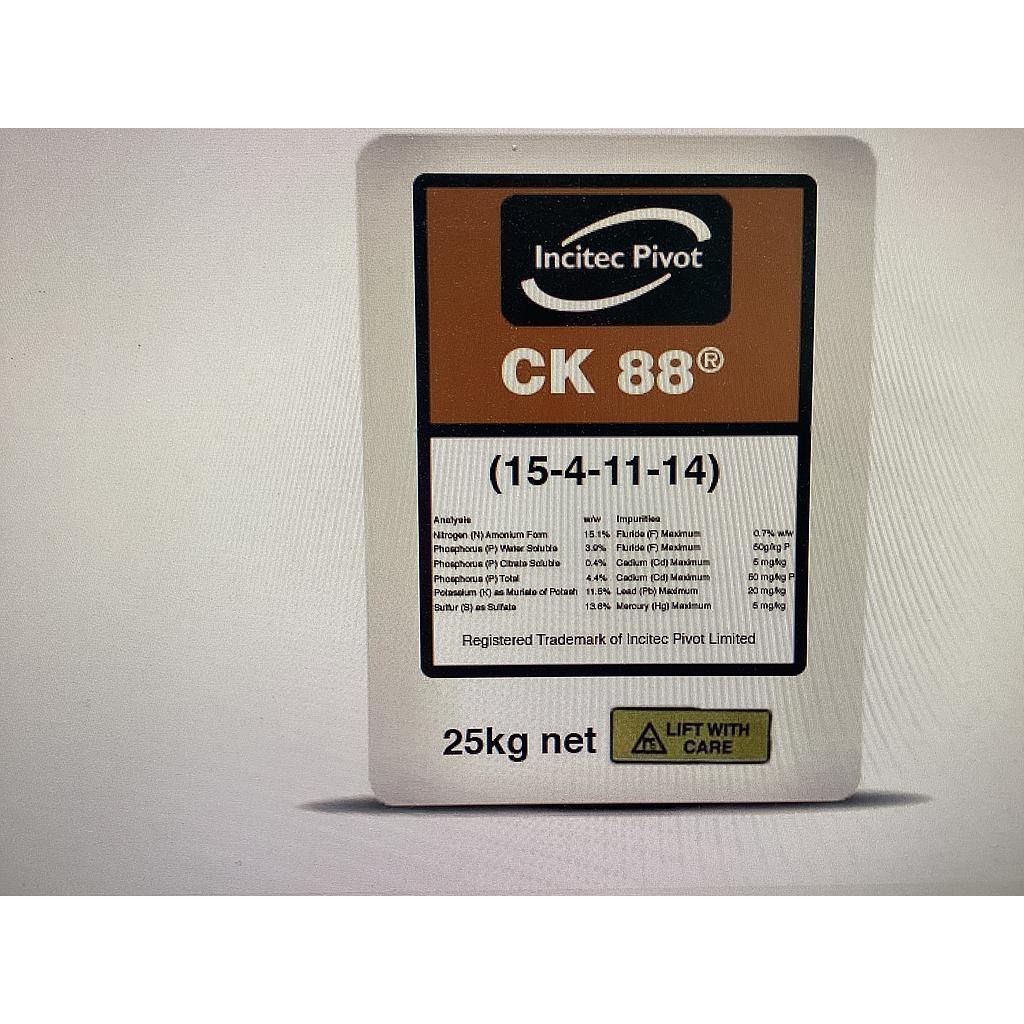 Incitec Pivot
CK 88®
(15-4-11-14)
Analysis w/w Impurities
Nitrogen (N) Amonium Form 15.1% Fluride (F) Maximum 0.7% w/w
Phosphorus (P) Water Soluble 3.9% Fluride (F) Maximum 50g/kg P
Phosphorus (P) Citrate Soluble 0.4% Cadium (Cd) Maximum 5 mg/kg
Phosphorus (P) Total 4.4% Cadium (Cd) Maximum 50 mg/kg P
Potassium (K) as Muriate of Potash 11.5% Lead (Pb) Maximum 20 mg/kg
Sulfur (S) as Sulfate 13.6% Mercury (Hg) Maximum 5 mg/kg
Registered Trademark of Incitec Pivot Limited
25kg net
LIFT WITH
CARE